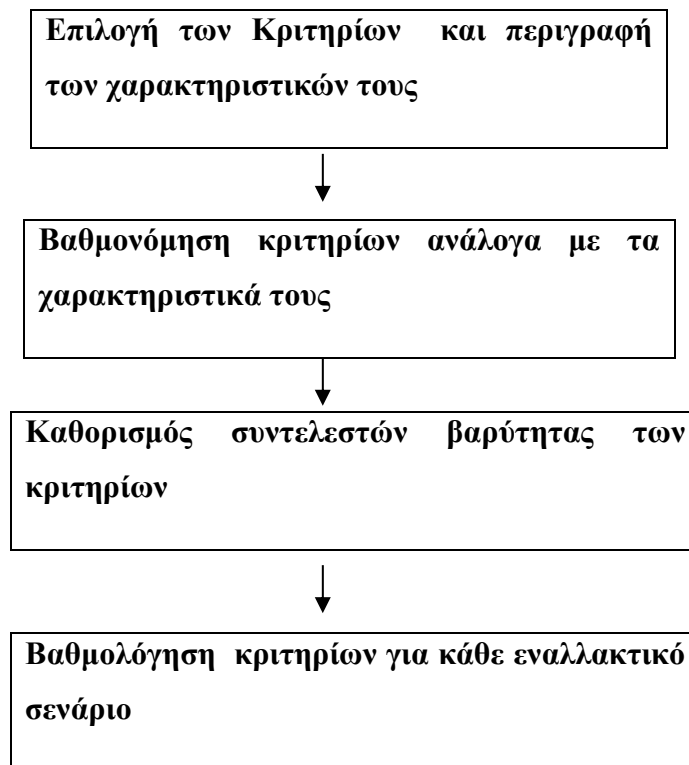 Επιλογή των Κριτηρίων και περιγραφή
των χαρακτηριστικών τους
Βαθμονόμηση κριτηρίων ανάλογα με τα
χαρακτηριστικά τους
Καθορισμός συντελεστών βαρύτητας των
κριτηρίων
Βαθμολόγηση κριτηρίων για κάθε εναλλακτικό
σενάριο